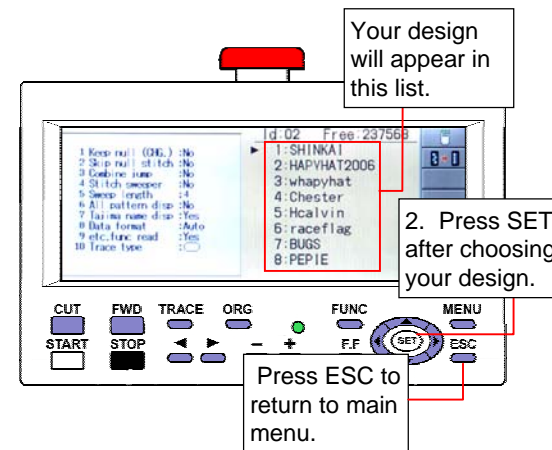 Your design
will appear in
this list.
Id:02 Free:237568
1 Keep null (CHG.) :No
2 Skip null stitch :No
3 Combine jump :No
4 Stitch sweeper :No
5 Sweep length :4
6 All pattern disp :No
7 Tajima name disp :Yes
8 Data format :Auto
9 etc.func read :Yes
10 Trace type :
1:SHINKAI
2:HAPYHAT2006
3:whapyhat
4:Chester
5:Hcalvin
6:raceflag
7:BUGS
8:PEPIE
2. Press SET
after choosing
your design.
CUT FWD TRACE ORG FUNC MENU
START STOP - + F.F SET ESC
Press ESC to
return to main
menu.